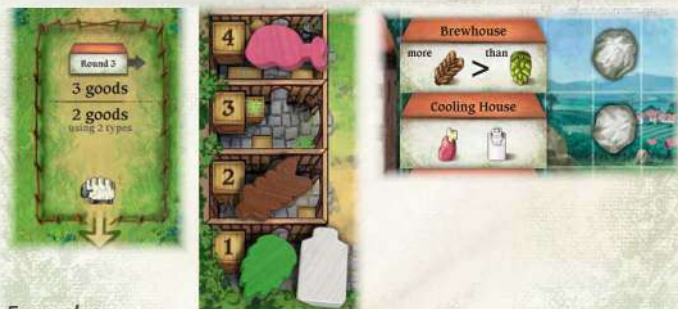 Round 3
3 goods
2 goods
using 2 types
4
3
2
1
Brewhouse
more > than
Cooling House